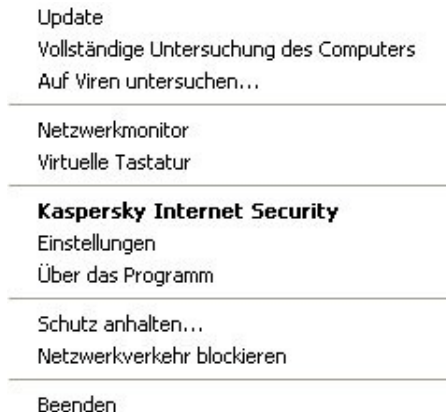 Update
Vollständige Untersuchung des Computers
Auf Viren untersuchen...
Netzwerkmonitor
Virtuelle Tastatur
Kaspersky Internet Security
Einstellungen
Über das Programm
Schutz anhalten...
Netzwerkverkehr blockieren
Beenden